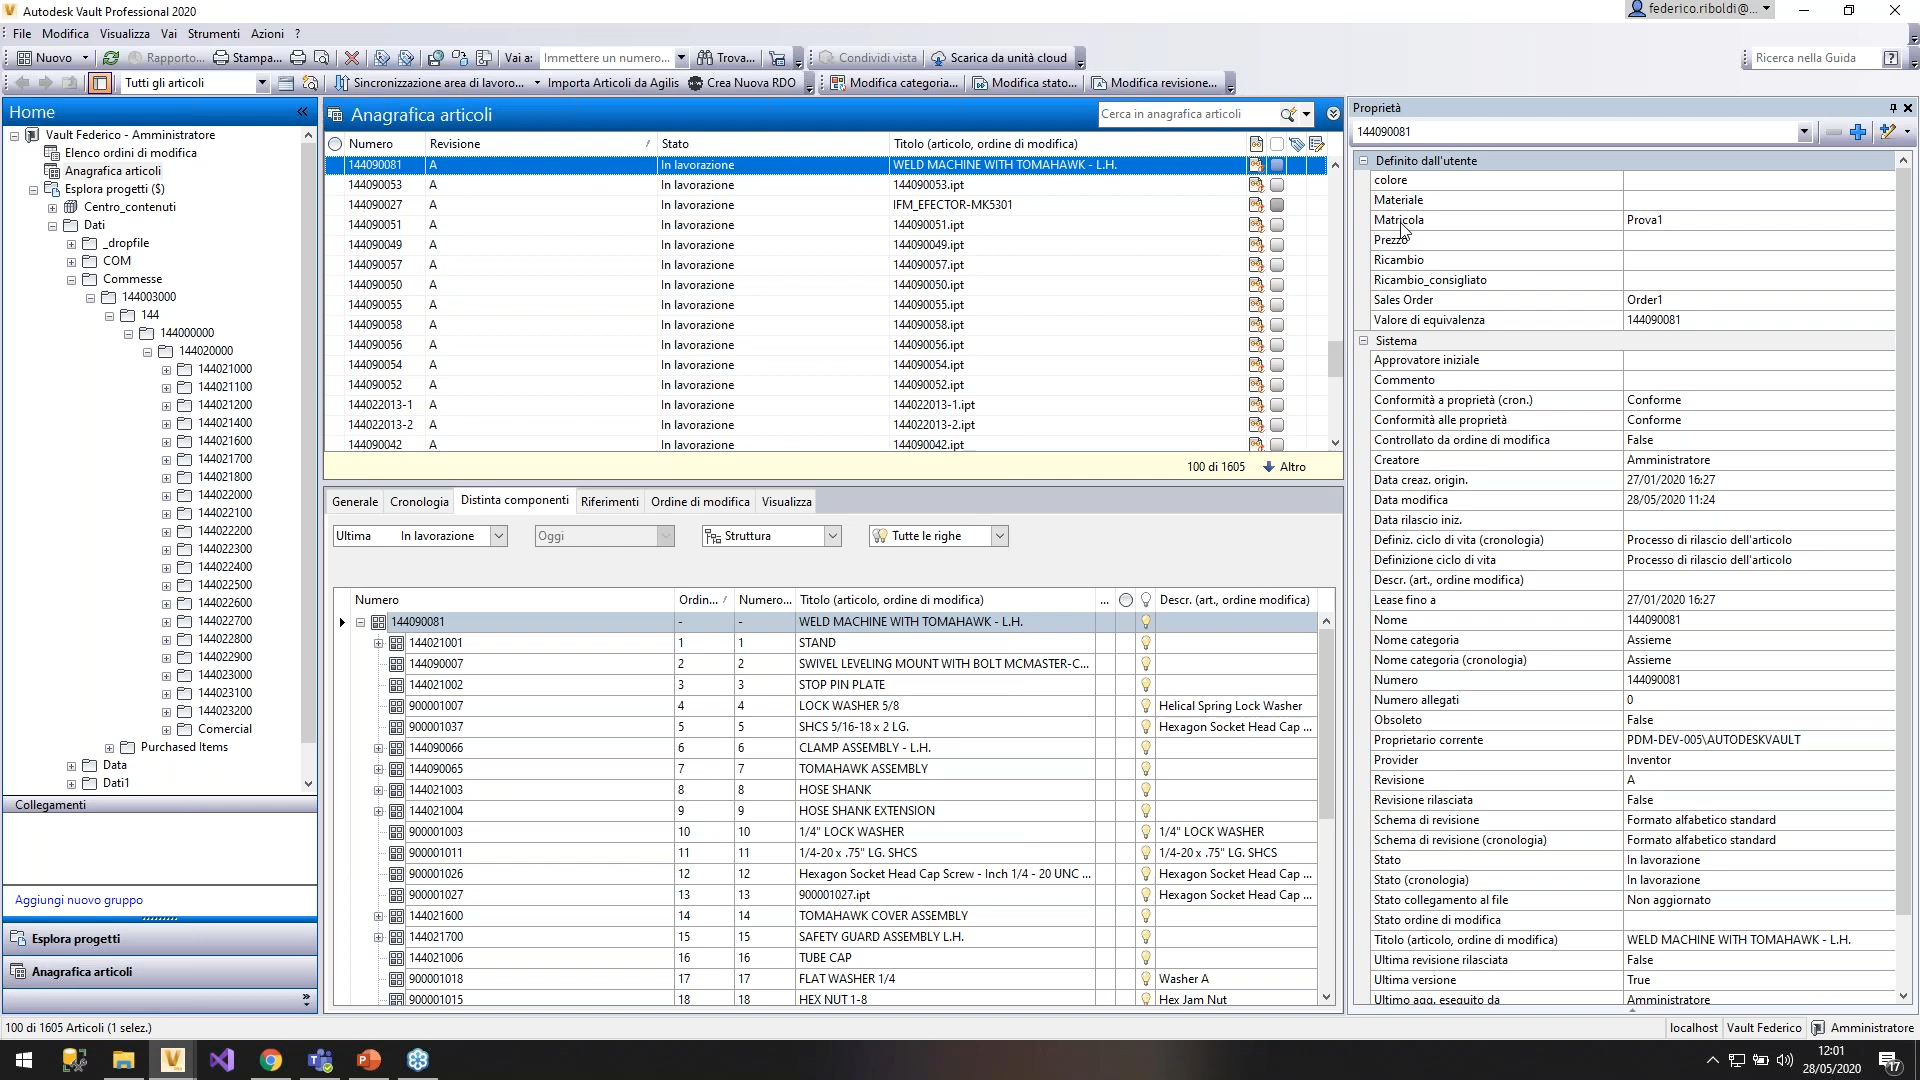 Autodesk Vault Professional 2020
federico.riboldi@...
File Modifica Visualizza Vai Strumenti Azioni ?
Nuovo Rapporto... Stampa... Vai a: Immettere un numero... Trova... Condividi vista Scarica da unità cloud Ricerca nella Guida
Tutti gli articoli Sincronizzazione area di lavoro... Importa Articoli da Agilis Crea Nuova RDO Modifica categoria... Modifica stato... Modifica revisione...
Home
Vault Federico - Amministratore
Elenco ordini di modifica
Anagrafica articoli
Esplora progetti ($)
Centro_contenuti
Dati
_dropfile
COM
Commesse
144003000
144
144000000
144020000
144021000
144021100
144021200
144021400
144021600
144021700
144021800
144022000
144022100
144022200
144022300
144022400
144022500
144022600
144022700
144022800
144022900
144023000
144023100
144023200
Comercial
Purchased Items
Data
Dati1
Collegamenti
Aggiungi nuovo gruppo
Esplora progetti
Anagrafica articoli
Anagrafica articoli
Cerca in anagrafica articoli
Numero Revisione Stato Titolo (articolo, ordine di modifica)
144090081 A In lavorazione WELD MACHINE WITH TOMAHAWK - L.H.
144090053 A In lavorazione 144090053.ipt
144090027 A In lavorazione IFM_EFECTOR-MK5301
144090051 A In lavorazione 144090051.ipt
144090049 A In lavorazione 144090049.ipt
144090057 A In lavorazione 144090057.ipt
144090050 A In lavorazione 144090050.ipt
144090055 A In lavorazione 144090055.ipt
144090058 A In lavorazione 144090058.ipt
144090056 A In lavorazione 144090056.ipt
144090054 A In lavorazione 144090054.ipt
144090052 A In lavorazione 144090052.ipt
144022013-1 A In lavorazione 144022013-1.ipt
144022013-2 A In lavorazione 144022013-2.ipt
144090042 A In lavorazione 144090042.ipt
100 di 1605 Altro
Generale Cronologia Distinta componenti Riferimenti Ordine di modifica Visualizza
Ultima In lavorazione Oggi Struttura Tutte le righe
Numero Ordin... Numero... Titolo (articolo, ordine di modifica) ... Descr. (art., ordine modifica)
144090081 - - WELD MACHINE WITH TOMAHAWK - L.H.
144021001 1 1 STAND
144090007 2 2 SWIVEL LEVELING MOUNT WITH BOLT MCMASTER-C...
144021002 3 3 STOP PIN PLATE
900001007 4 4 LOCK WASHER 5/8 Helical Spring Lock Washer
900001037 5 5 SHCS 5/16-18 x 2 LG. Hexagon Socket Head Cap ...
144090066 6 6 CLAMP ASSEMBLY - L.H.
144090065 7 7 TOMAHAWK ASSEMBLY
144021003 8 8 HOSE SHANK
144021004 9 9 HOSE SHANK EXTENSION
900001003 10 10 1/4" LOCK WASHER 1/4" LOCK WASHER
900001011 11 11 1/4-20 x .75" LG. SHCS 1/4-20 x .75" LG. SHCS
900001026 12 12 Hexagon Socket Head Cap Screw - Inch 1/4 - 20 UNC ... Hexagon Socket Head Cap ...
900001027 13 13 900001027.ipt Hexagon Socket Head Cap ...
144021600 14 14 TOMAHAWK COVER ASSEMBLY
144021700 15 15 SAFETY GUARD ASSEMBLY L.H.
144021006 16 16 TUBE CAP
900001018 17 17 FLAT WASHER 1/4 Washer A
900001015 18 18 HEX NUT 1-8 Hex Jam Nut
Proprietà
144090081
Definito dall'utente
colore
Materiale
Matricola Prova1
Prezzo
Ricambio
Ricambio_consigliato
Sales Order Order1
Valore di equivalenza 144090081
Sistema
Approvatore iniziale
Commento
Conformità a proprietà (cron.) Conforme
Conformità alle proprietà Conforme
Controllato da ordine di modifica False
Creatore Amministratore
Data creaz. origin. 27/01/2020 16:27
Data modifica 28/05/2020 11:24
Data rilascio iniz.
Definiz. ciclo di vita (cronologia) Processo di rilascio dell'articolo
Definizione ciclo di vita Processo di rilascio dell'articolo
Descr. (art., ordine modifica)
Lease fino a 27/01/2020 16:27
Nome 144090081
Nome categoria Assieme
Nome categoria (cronologia) Assieme
Numero 144090081
Numero allegati 0
Obsoleto False
Proprietario corrente PDM-DEV-005\AUTODESKVAULT
Provider Inventor
Revisione A
Revisione rilasciata False
Schema di revisione Formato alfabetico standard
Schema di revisione (cronologia) Formato alfabetico standard
Stato In lavorazione
Stato (cronologia) In lavorazione
Stato collegamento al file Non aggiornato
Stato ordine di modifica
Titolo (articolo, ordine di modifica) WELD MACHINE WITH TOMAHAWK - L.H.
Ultima revisione rilasciata False
Ultima versione True
Ultimo agg. eseguito da Amministratore
100 di 1605 Articoli (1 selez.) localhost Vault Federico Amministratore
12:01
28/05/2020
17